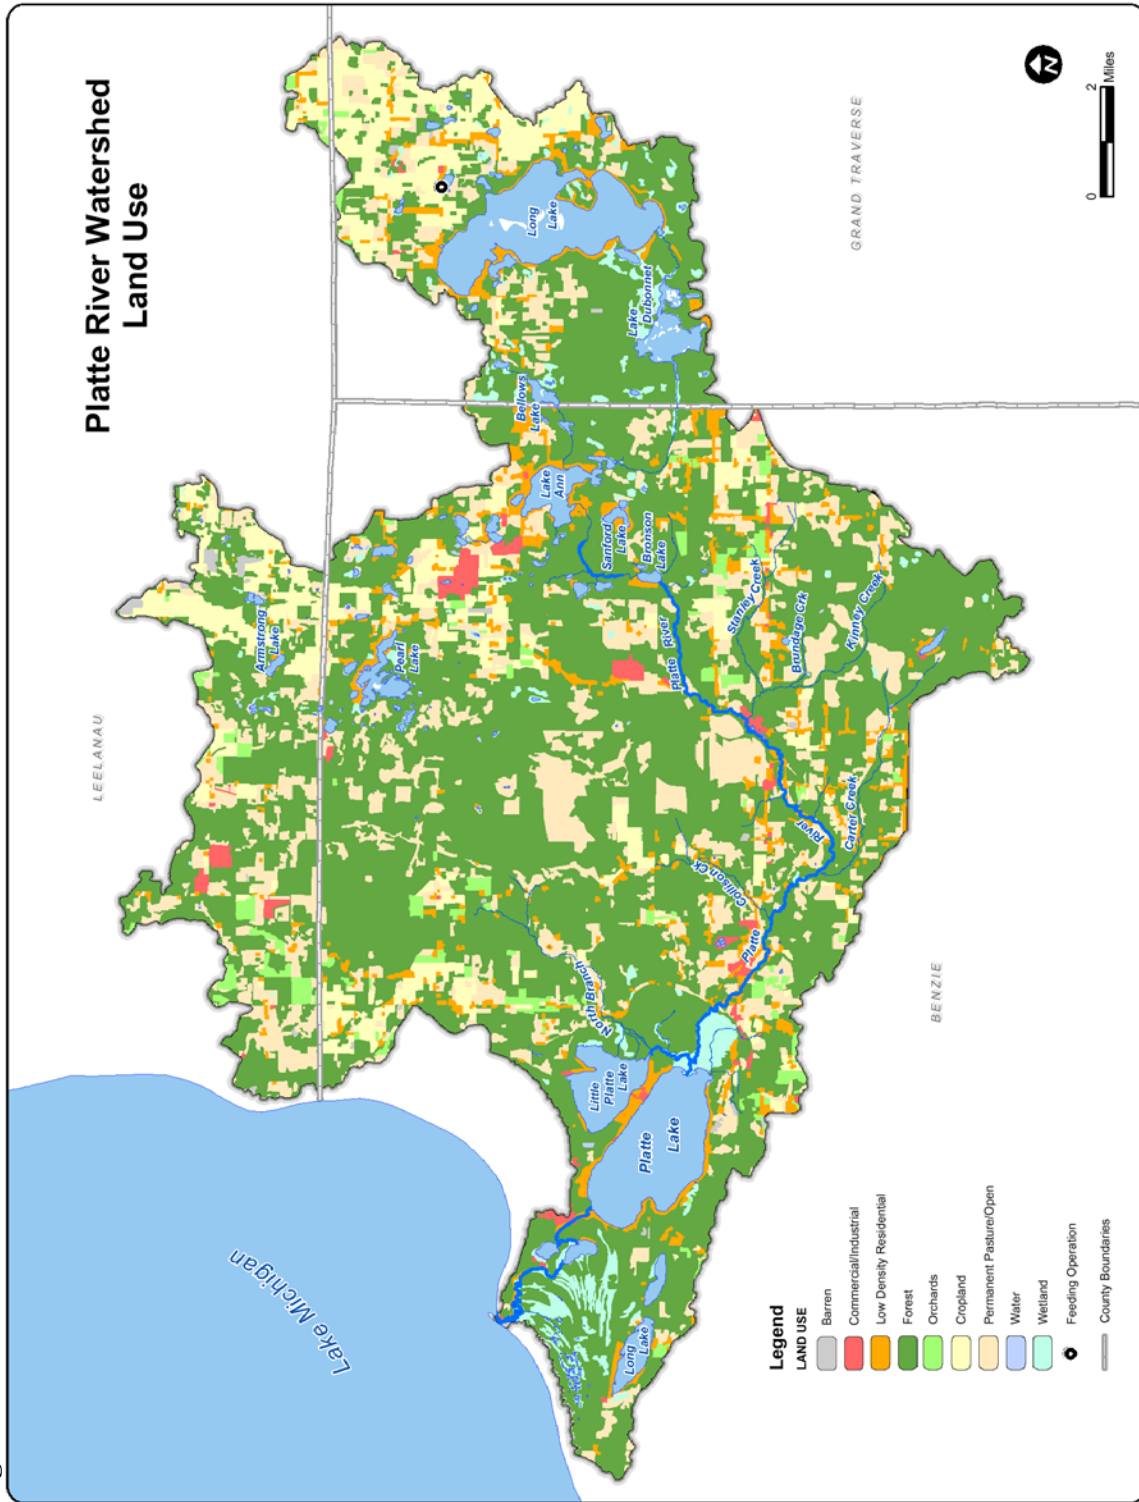 Platte River Watershed
Land Use
LEELANAU
GRAND TRAVERSE
BENZIE
Lake Michigan
Armstrong
Lake
Pearl
Lake
Bellows
Lake
Lake
Ann
Long
Lake
Lake
Dubonnet
Sanford
Lake
Bronson
Lake
Platte River
Stanley Creek
Brundage Crk
Kinney Creek
Carter Creek
River
Collison Ck
Platte
North Branch
Little
Platte
Lake
Platte
Lake
Long
Lake
N
0 2
Miles
Legend
LAND USE
Barren
Commercial/Industrial
Low Density Residential
Forest
Orchards
Cropland
Permanent Pasture/Open
Water
Wetland
Feeding Operation
County Boundaries